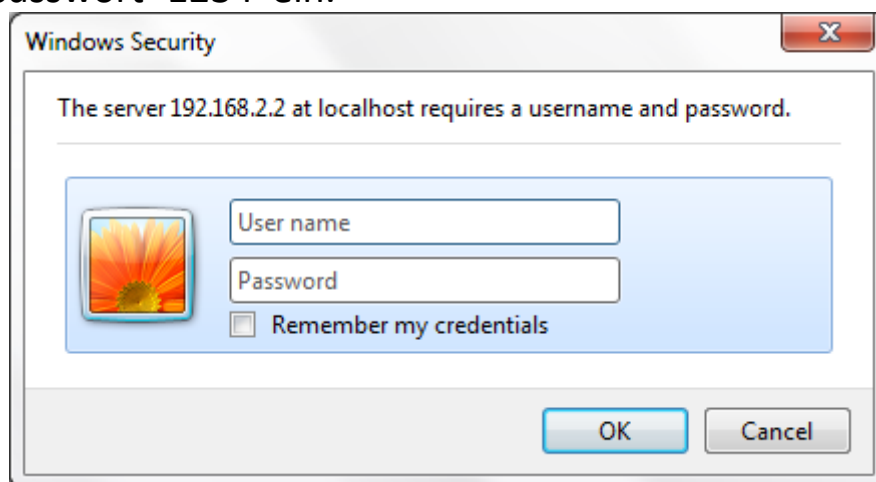 Windows Security
The server 192.168.2.2 at localhost requires a username and password.
User name
Password
Remember my credentials
OK Cancel